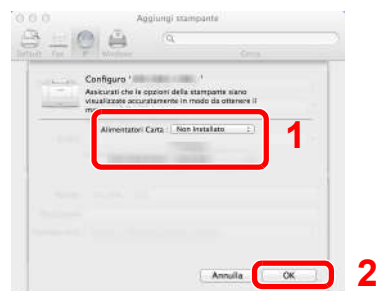 Aggiungi stampante
Default Fax IP Windows Cerca
Configuro '
Assicurati che le opzioni della stampante siano
visualizzate accuratamente in modo da ottenere il
Alimentatori Carta: Non Installato
1
Annulla OK
2